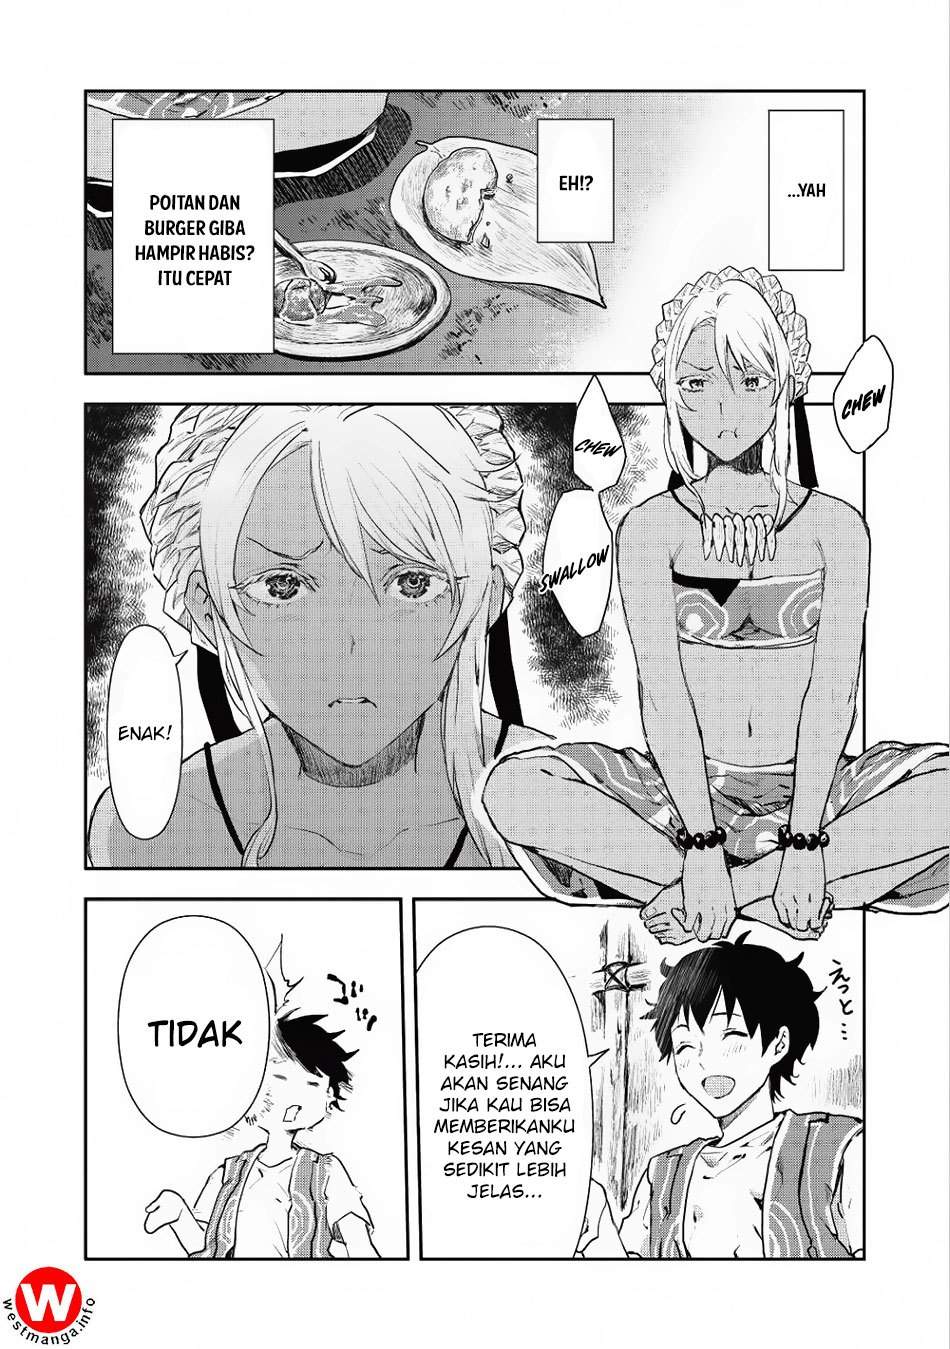 ...YAH
EH!?
POITAN DAN
BURGER GIBA
HAMPIR HABIS?
ITU CEPAT
CHEW
CHEW
SWALLOW
ENAK!
えっと…
TERIMA
KASIH!... AKU
AKAN SENANG
JIKA KAU BISA
MEMBERIKANKU
KESAN YANG
SEDIKIT LEBIH
JELAS...
TIDAK
W
westmanga.info